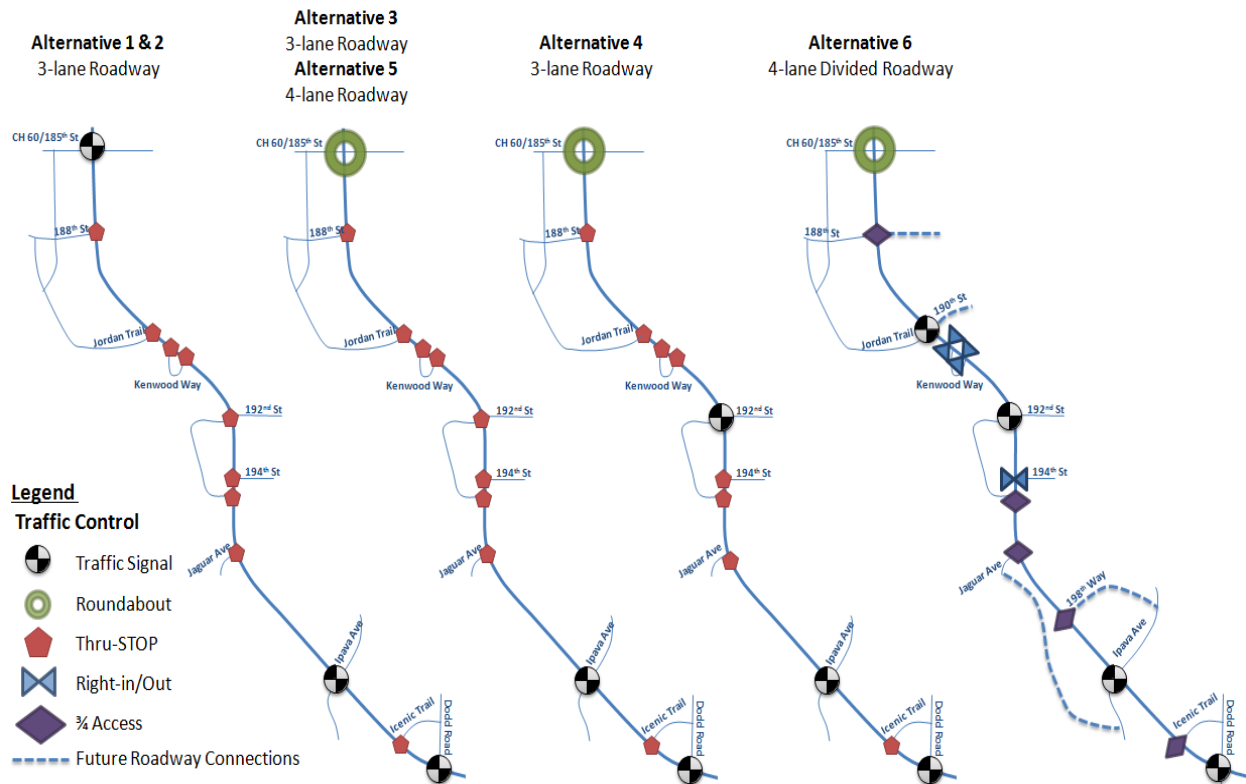 Alternative 1 & 2
3-lane Roadway
Alternative 3
3-lane Roadway
Alternative 5
4-lane Roadway
Alternative 4
3-lane Roadway
Alternative 6
4-lane Divided Roadway
CH 60/185th St
188th St
Jordan Trail
Kenwood Way
192nd St
194th St
Jaguar Ave
Ipava Ave
Icenic Trail
Dodd Road
CH 60/185th St
188th St
Jordan Trail
Kenwood Way
192nd St
194th St
Jaguar Ave
Ipava Ave
Icenic Trail
Dodd Road
CH 60/185th St
188th St
Jordan Trail
Kenwood Way
192nd St
194th St
Jaguar Ave
Ipava Ave
Icenic Trail
Dodd Road
CH 60/185th St
188th St
190th St
Jordan Trail
Kenwood Way
192nd St
194th St
Jaguar Ave
198th Way
Ipava Ave
Icenic Trail
Dodd Road
Legend
Traffic Control
Traffic Signal
Roundabout
Thru-STOP
Right-in/Out
¾ Access
Future Roadway Connections